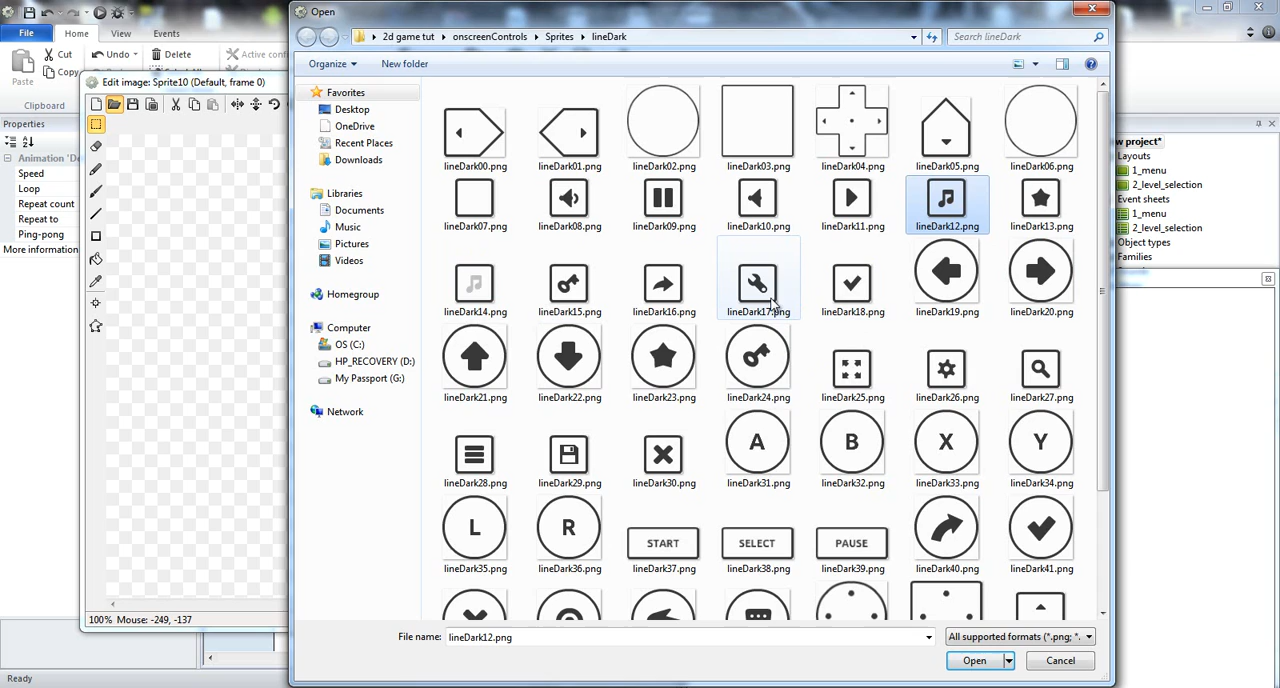 Open
File
Home
View
Events
Paste
Cut
Copy
Undo
Delete
Active
Clipboard
Edit image: Sprite10 (Default, frame 0)
2d game tut
onscreenControls
Sprites
lineDark
Search lineDark
Organize
New folder
Properties
Animation 'De
Speed
Loop
Repeat count
Repeat to
Ping-pong
More information
Favorites
Desktop
OneDrive
Recent Places
Downloads
Libraries
Documents
Music
Pictures
Videos
Homegroup
Computer
OS (C:)
HP_RECOVERY (D:)
My Passport (G:)
Network
lineDark00.png
lineDark01.png
lineDark02.png
lineDark03.png
lineDark04.png
lineDark05.png
lineDark06.png
lineDark07.png
lineDark08.png
lineDark09.png
lineDark10.png
lineDark11.png
lineDark12.png
lineDark13.png
lineDark14.png
lineDark15.png
lineDark16.png
lineDark17.png
lineDark18.png
lineDark19.png
lineDark20.png
lineDark21.png
lineDark22.png
lineDark23.png
lineDark24.png
lineDark25.png
lineDark26.png
lineDark27.png
A
B
X
Y
lineDark28.png
lineDark29.png
lineDark30.png
lineDark31.png
lineDark32.png
lineDark33.png
lineDark34.png
L
R
START
SELECT
PAUSE
lineDark35.png
lineDark36.png
lineDark37.png
lineDark38.png
lineDark39.png
lineDark40.png
lineDark41.png
w project*
Layouts
1_menu
2_level_selection
Event sheets
1_menu
2_level_selection
Object types
Families
100% Mouse: -249, -137
File name:
lineDark12.png
All supported formats (*.png; *.
Open
Cancel
Ready